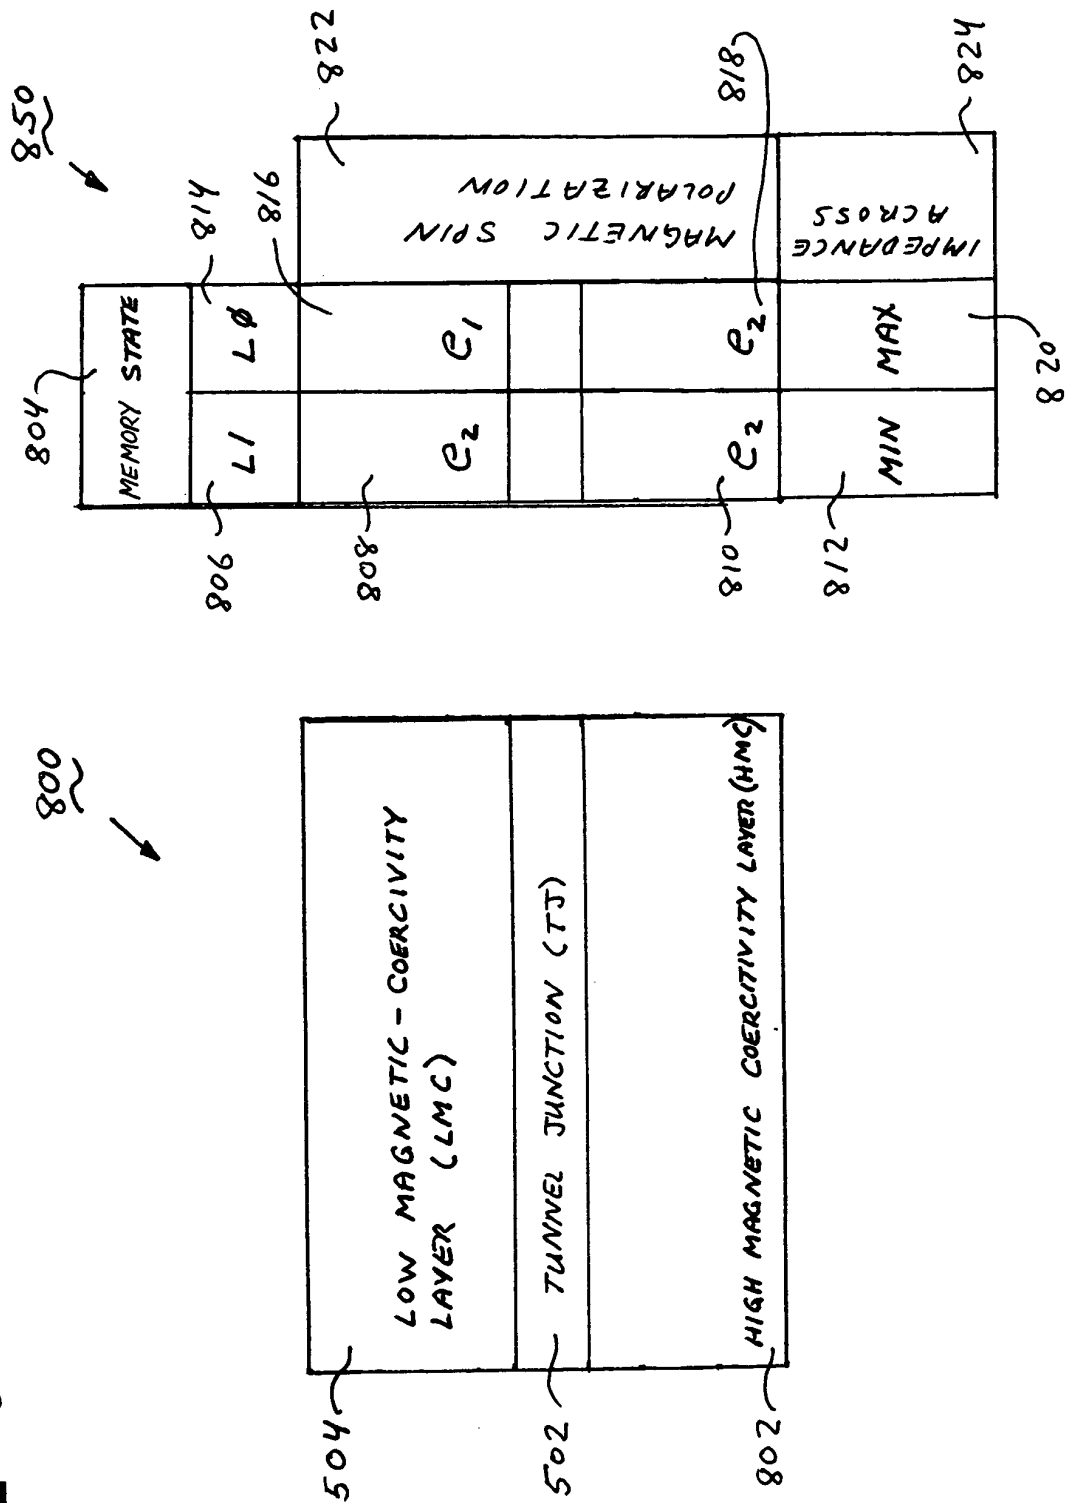 800
504
LOW MAGNETIC-COERCIVITY
LAYER (LMC)
502
TUNNEL JUNCTION (TJ)
802
HIGH MAGNETIC COERCITIVITY LAYER (HMC)
850
804
MEMORY STATE
806
L1
LØ
814
816
808
e2
e1
MAGNETIC SPIN
POLARIZATION
822
810
e2
e2
818
812
MIN
MAX
IMPEDANCE
ACROSS
820
824